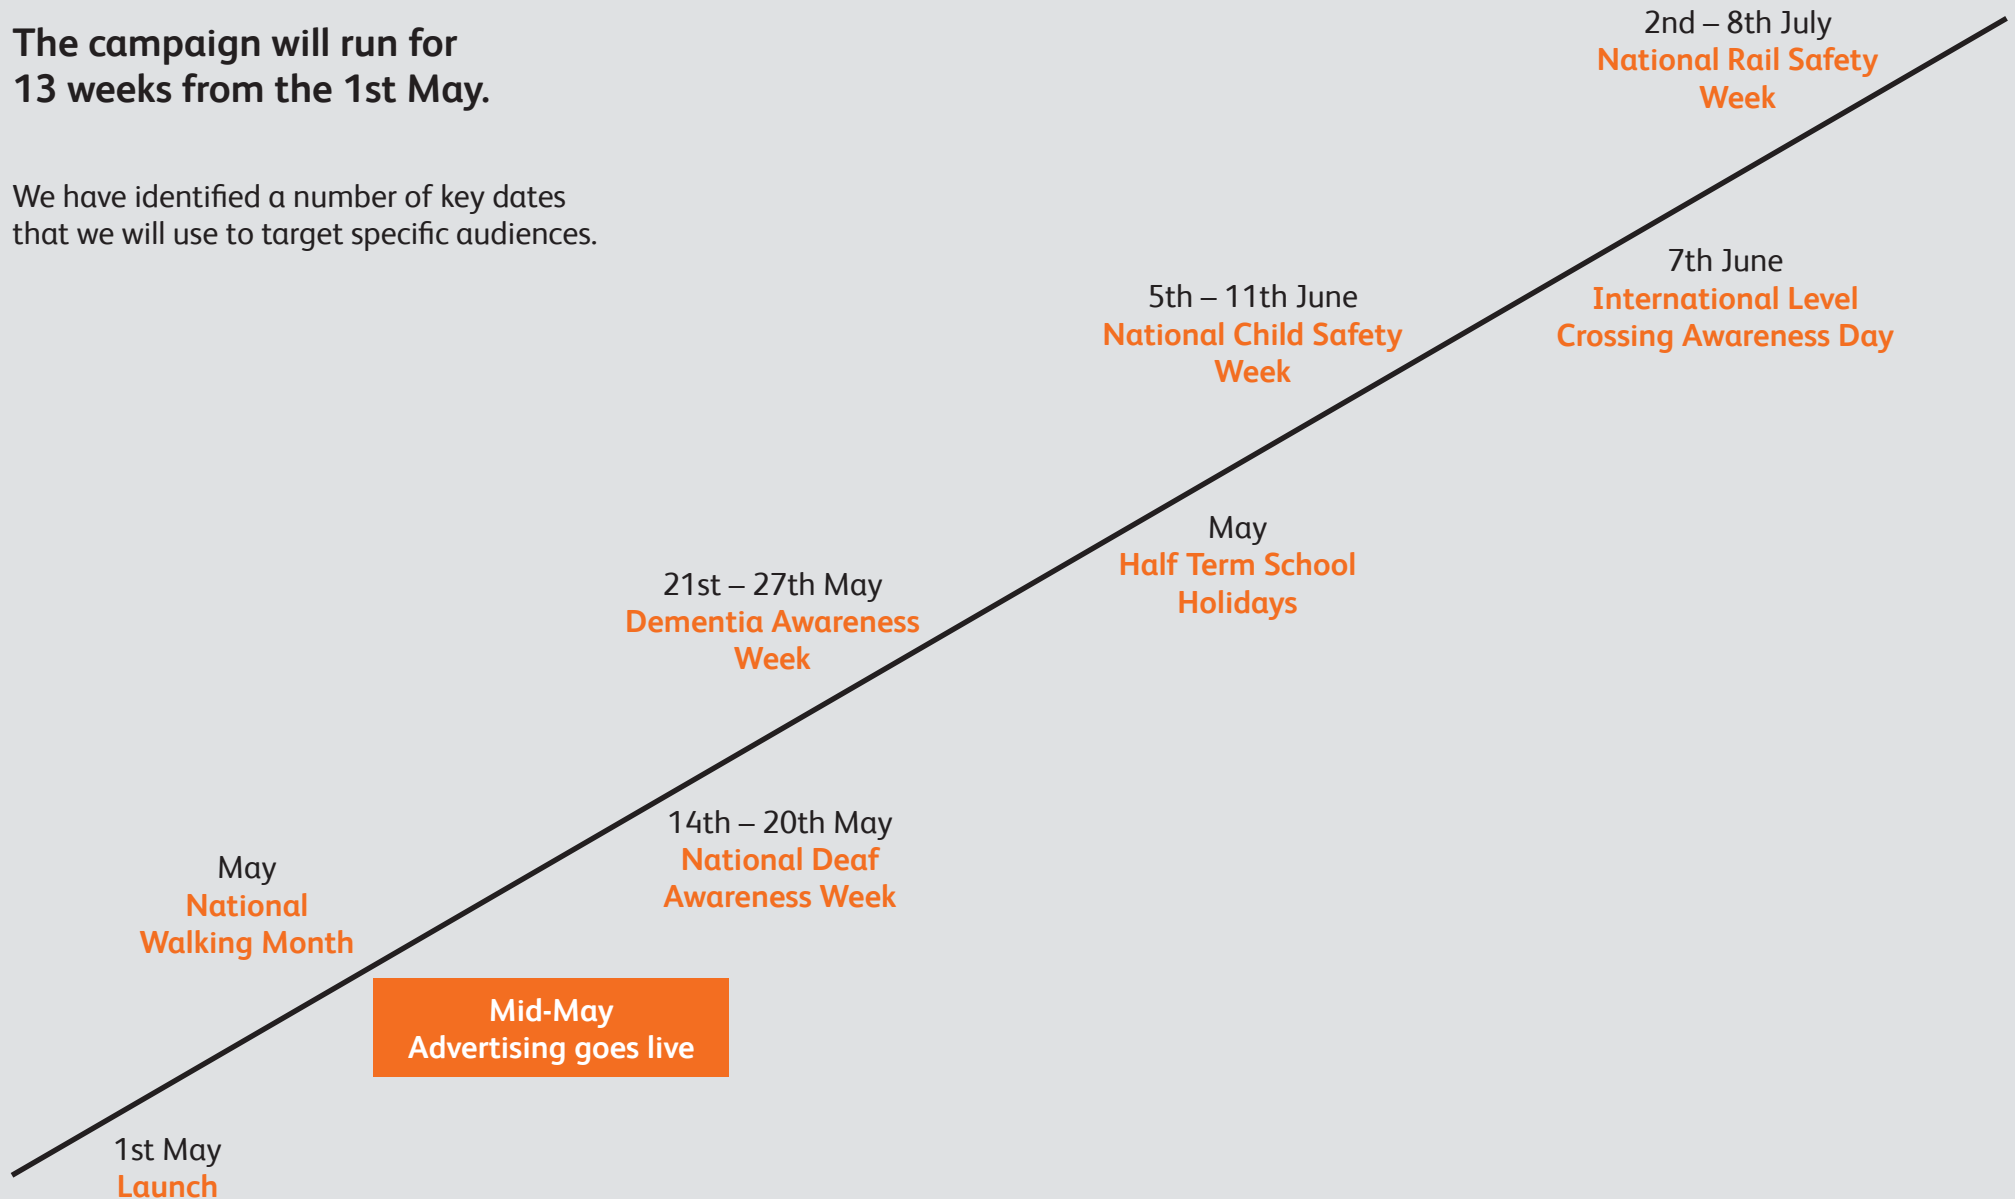 The campaign will run for
13 weeks from the 1st May.
We have identified a number of key dates
that we will use to target specific audiences.
2nd – 8th July
National Rail Safety
Week
7th June
International Level
Crossing Awareness Day
5th – 11th June
National Child Safety
Week
May
Half Term School
Holidays
21st – 27th May
Dementia Awareness
Week
14th – 20th May
National Deaf
Awareness Week
May
National
Walking Month
Mid-May
Advertising goes live
1st May
Launch